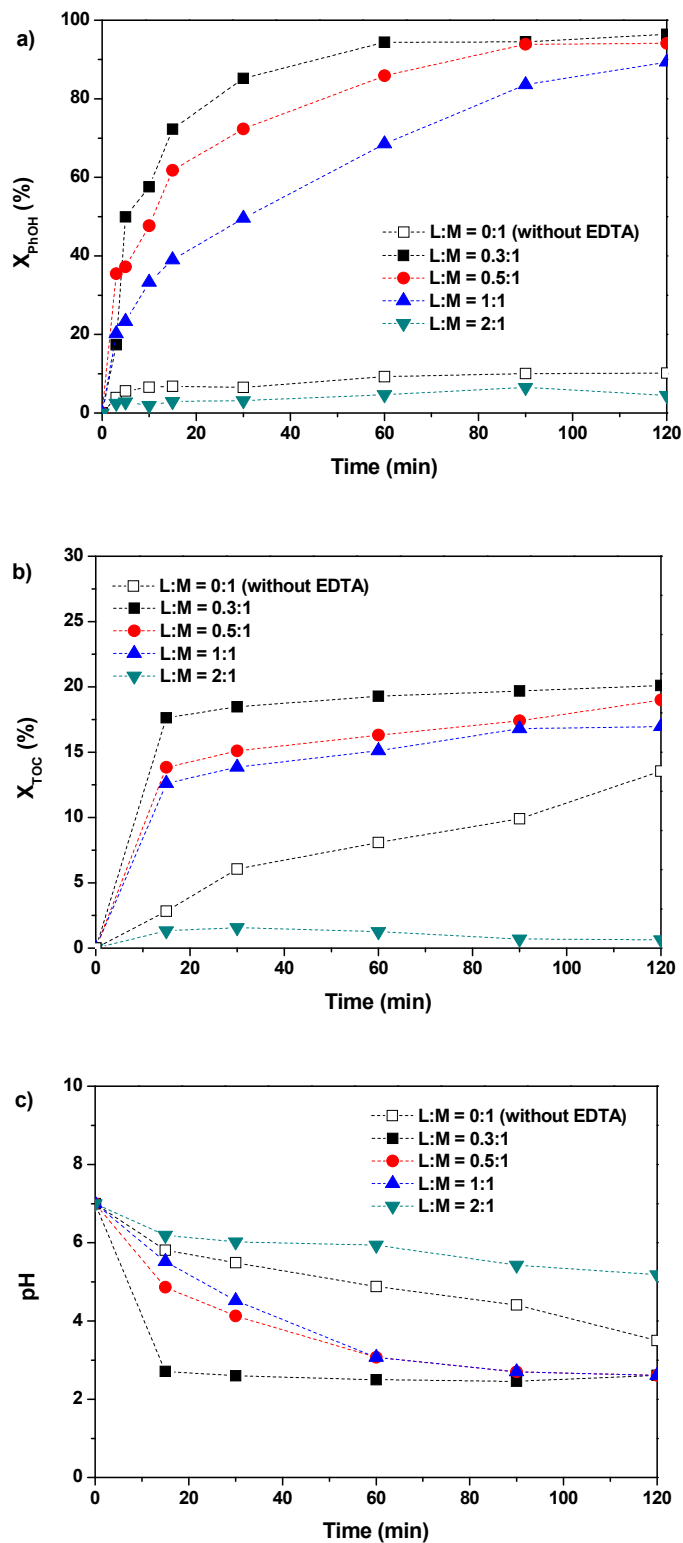 a)
100
80
60
40
20
0
X_PhOH (%)
L:M = 0:1 (without EDTA)
L:M = 0.3:1
L:M = 0.5:1
L:M = 1:1
L:M = 2:1
0 20 40 60 80 100 120
Time (min)
b)
30
25
20
15
10
5
0
X_TOC (%)
L:M = 0:1 (without EDTA)
L:M = 0.3:1
L:M = 0.5:1
L:M = 1:1
L:M = 2:1
0 20 40 60 80 100 120
Time (min)
c)
10
8
6
4
2
0
pH
L:M = 0:1 (without EDTA)
L:M = 0.3:1
L:M = 0.5:1
L:M = 1:1
L:M = 2:1
0 20 40 60 80 100 120
Time (min)